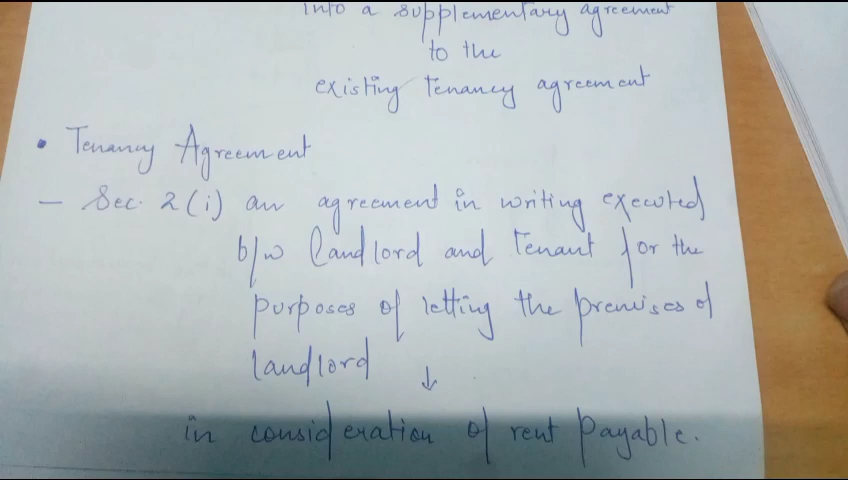 into a supplementary agreement
to the
existing Tenancy agreement
• Tenancy Agreement
– Sec. 2(i) an agreement in writing executed
b/w landlord and Tenant for the
purposes of letting the premises of
landlord
↓
in consideration of rent payable.